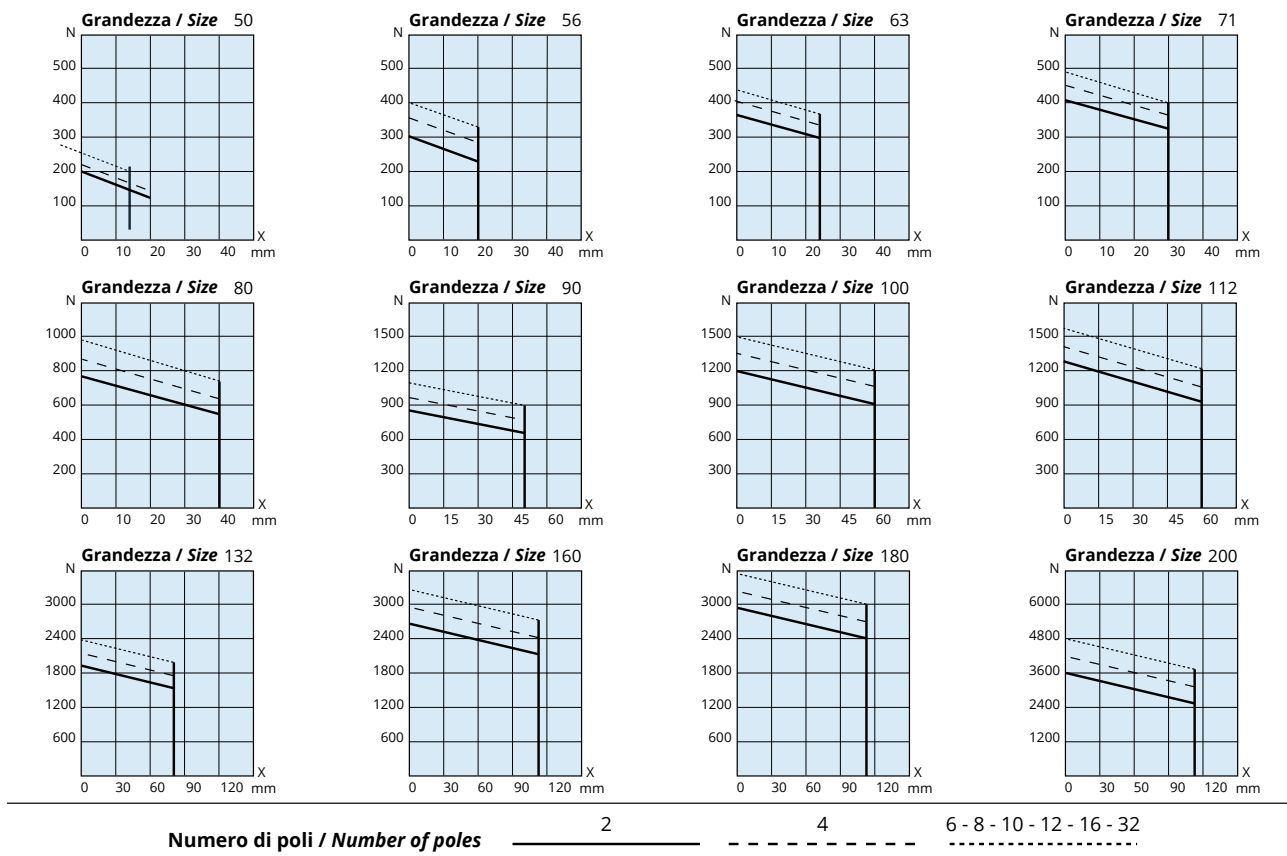 Grandezza / Size 50
N
500
400
300
200
100
X
0 10 20 30 40 mm
Grandezza / Size 56
N
500
400
300
200
100
X
0 10 20 30 40 mm
Grandezza / Size 63
N
500
400
300
200
100
X
0 10 20 30 40 mm
Grandezza / Size 71
N
500
400
300
200
100
X
0 10 20 30 40 mm
Grandezza / Size 80
N
1000
800
600
400
200
X
0 10 20 30 40 mm
Grandezza / Size 90
N
1500
1200
900
600
300
X
0 15 30 45 60 mm
Grandezza / Size 100
N
1500
1200
900
600
300
X
0 15 30 45 60 mm
Grandezza / Size 112
N
1500
1200
900
600
300
X
0 15 30 45 60 mm
Grandezza / Size 132
N
3000
2400
1800
1200
600
X
0 30 60 90 120 mm
Grandezza / Size 160
N
3000
2400
1800
1200
600
X
0 30 60 90 120 mm
Grandezza / Size 180
N
3000
2400
1800
1200
600
X
0 30 60 90 120 mm
Grandezza / Size 200
N
6000
4800
3600
2400
1200
X
0 30 50 90 120 mm
Numero di poli / Number of poles 2 4 6 - 8 - 10 - 12 - 16 - 32